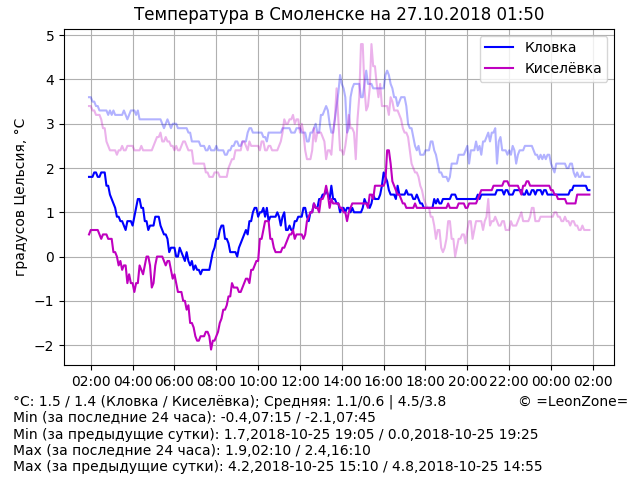 Температура в Смоленске на 27.10.2018 01:50
градусов Цельсия, °C
5
4
3
2
1
0
−1
−2
Кловка
Киселёвка
02:00 04:00 06:00 08:00 10:00 12:00 14:00 16:00 18:00 20:00 22:00 00:00 02:00
°C: 1.5 / 1.4 (Кловка / Киселёвка); Средняя: 1.1/0.6 | 4.5/3.8 © =LeonZone=
Min (за последние 24 часа): -0.4,07:15 / -2.1,07:45
Min (за предыдущие сутки): 1.7,2018-10-25 19:05 / 0.0,2018-10-25 19:25
Max (за последние 24 часа): 1.9,02:10 / 2.4,16:10
Max (за предыдущие сутки): 4.2,2018-10-25 15:10 / 4.8,2018-10-25 14:55